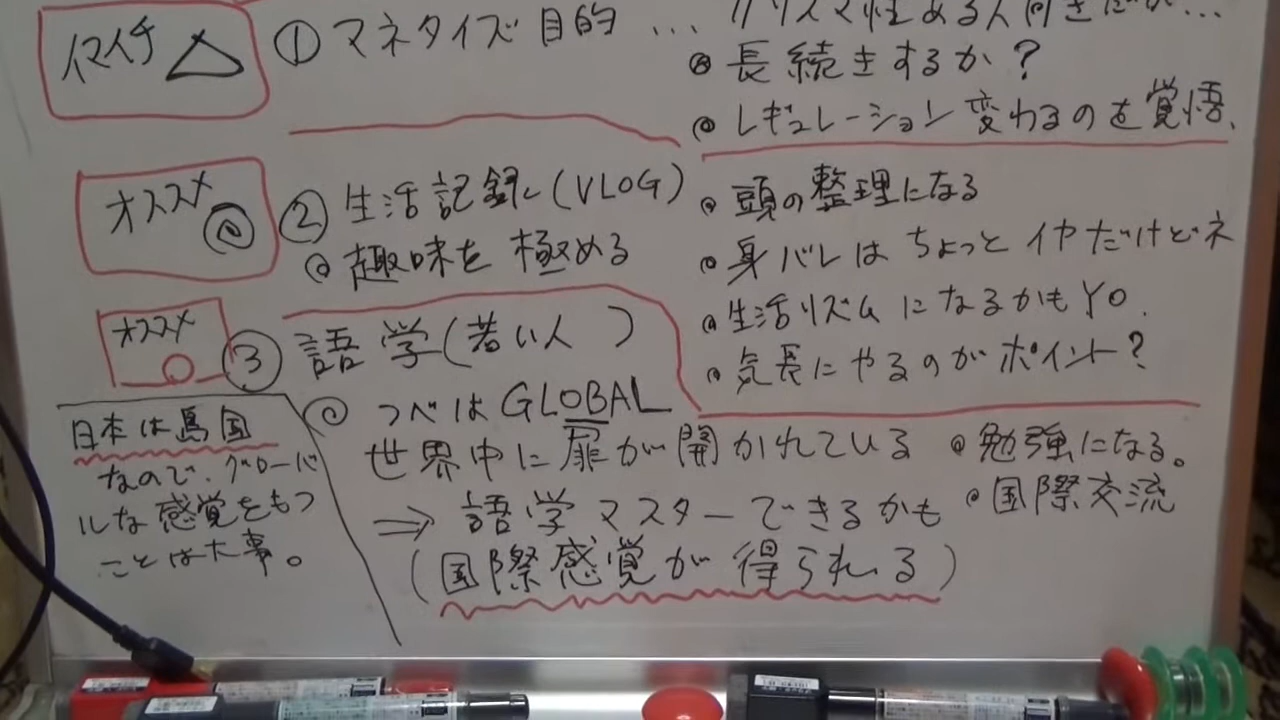 イマイチ △
① マネタイズ目的 … カリスマ性ある人向きだが…
◎ 長続きするか?
◎ レギュレーション変わるのを覚悟、
オススメ ◎
② 生活記録(VLOG)
◎ 趣味を極める
◎ 頭の整理になる
◎ 身バレはちょっとイヤだけどネ
◎ 生活リズムになるかもYO.
◎ 気長にやるのがポイント?
オススメ ○
③ 語学(若い人 )
◎ つべはGLOBAL
世界中に扉が開かれている
⇒ 語学マスターできるかも
(国際感覚が得られる)
◎ 勉強になる。
◎ 国際交流
日本は島国
なので、グローバ
ルな感覚をもつ
ことは大事。